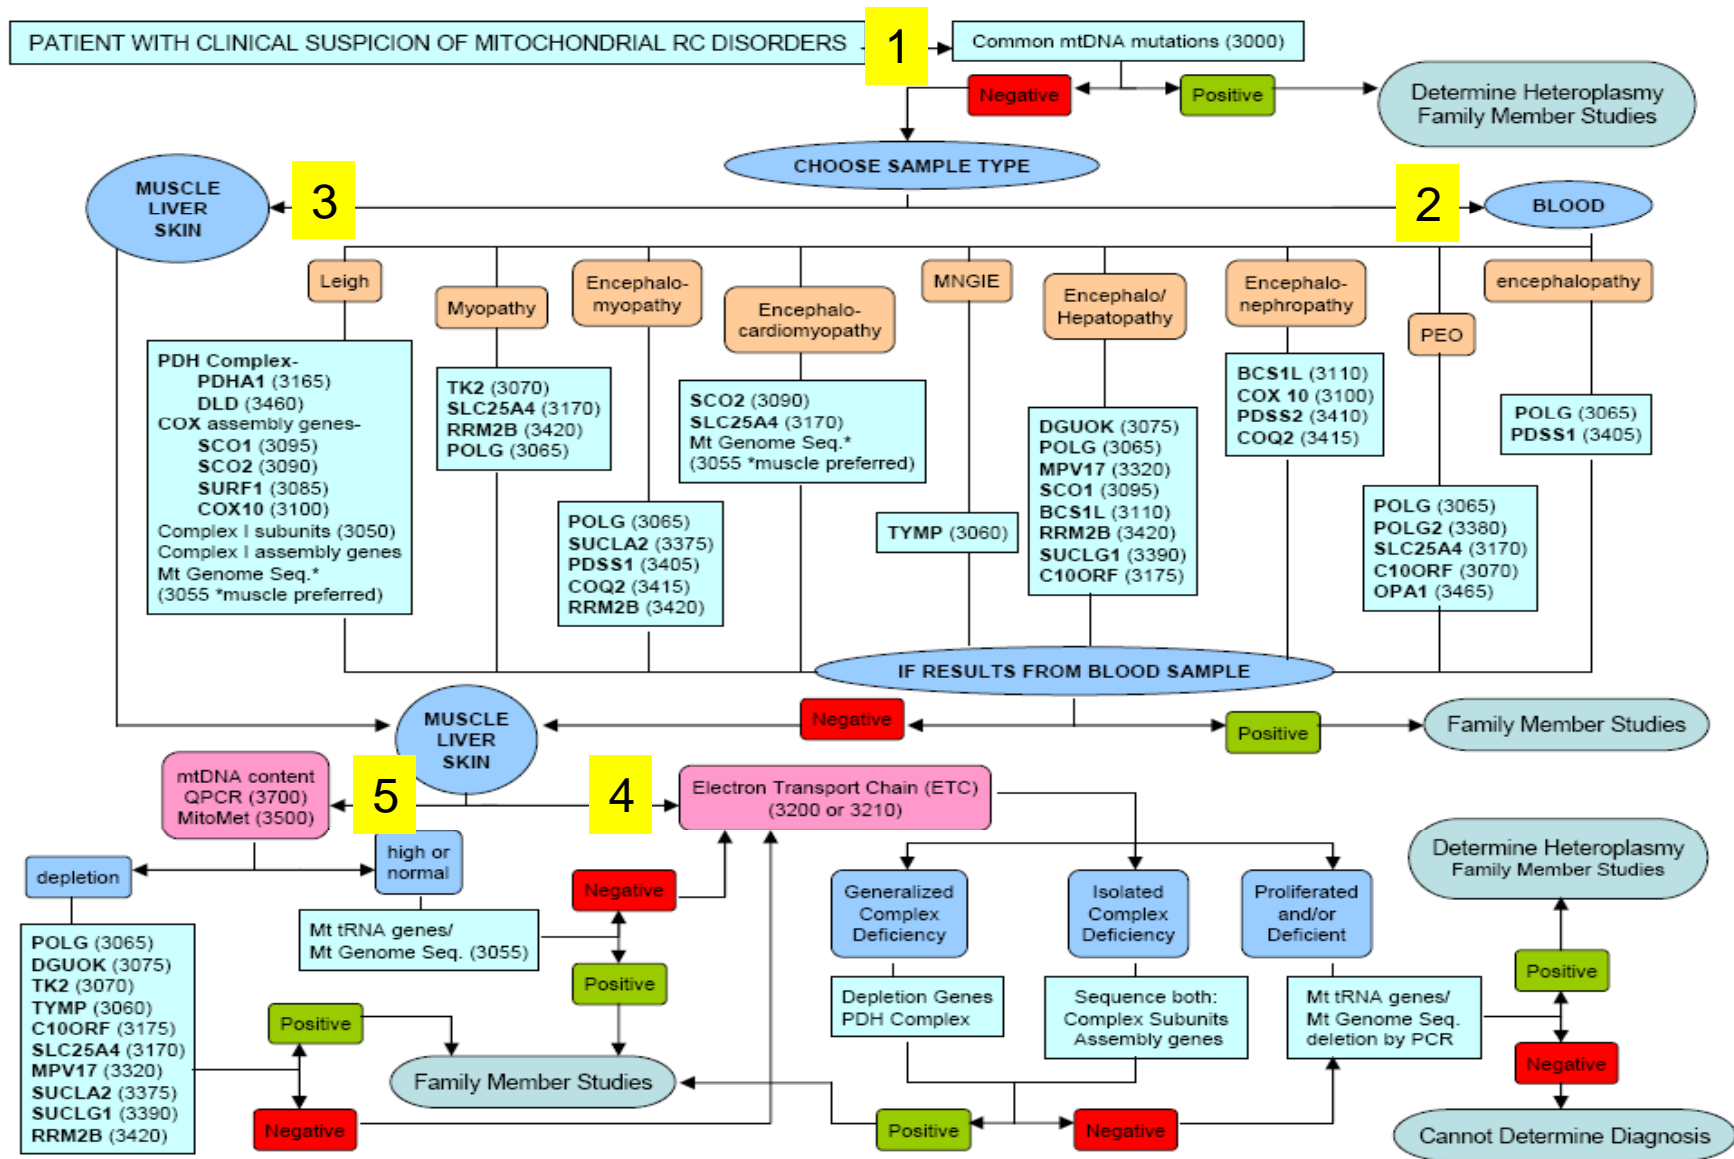 PATIENT WITH CLINICAL SUSPICION OF MITOCHONDRIAL RC DISORDERS
1
Common mtDNA mutations (3000)
Negative
Positive
Determine Heteroplasmy
Family Member Studies
CHOOSE SAMPLE TYPE
MUSCLE
LIVER
SKIN
3
2
BLOOD
Leigh
PDH Complex-
PDHA1 (3165)
DLD (3460)
COX assembly genes-
SCO1 (3095)
SCO2 (3090)
SURF1 (3085)
COX10 (3100)
Complex I subunits (3050)
Complex I assembly genes
Mt Genome Seq.*
(3055 *muscle preferred)
Myopathy
TK2 (3070)
SLC25A4 (3170)
RRM2B (3420)
POLG (3065)
Encephalo-
myopathy
POLG (3065)
SUCLA2 (3375)
PDSS1 (3405)
COQ2 (3415)
RRM2B (3420)
Encephalo-
cardiomyopathy
SCO2 (3090)
SLC25A4 (3170)
Mt Genome Seq.*
(3055 *muscle preferred)
MNGIE
TYMP (3060)
Encephalo/
Hepatopathy
DGUOK (3075)
POLG (3065)
MPV17 (3320)
SCO1 (3095)
BCS1L (3110)
RRM2B (3420)
SUCLG1 (3390)
C10ORF (3175)
Encephalo-
nephropathy
BCS1L (3110)
COX 10 (3100)
PDSS2 (3410)
COQ2 (3415)
PEO
POLG (3065)
POLG2 (3380)
SLC25A4 (3170)
C10ORF (3070)
OPA1 (3465)
encephalopathy
POLG (3065)
PDSS1 (3405)
IF RESULTS FROM BLOOD SAMPLE
Negative
Positive
Family Member Studies
MUSCLE
LIVER
SKIN
mtDNA content
QPCR (3700)
MitoMet (3500)
5
4
Electron Transport Chain (ETC)
(3200 or 3210)
depletion
high or
normal
POLG (3065)
DGUOK (3075)
TK2 (3070)
TYMP (3060)
C10ORF (3175)
SLC25A4 (3170)
MPV17 (3320)
SUCLA2 (3375)
SUCLG1 (3390)
RRM2B (3420)
Mt tRNA genes/
Mt Genome Seq. (3055)
Negative
Positive
Positive
Negative
Family Member Studies
Generalized
Complex
Deficiency
Isolated
Complex
Deficiency
Proliferated
and/or
Deficient
Depletion Genes
PDH Complex
Sequence both:
Complex Subunits
Assembly genes
Mt tRNA genes/
Mt Genome Seq.
deletion by PCR
Positive
Negative
Determine Heteroplasmy
Family Member Studies
Positive
Negative
Cannot Determine Diagnosis